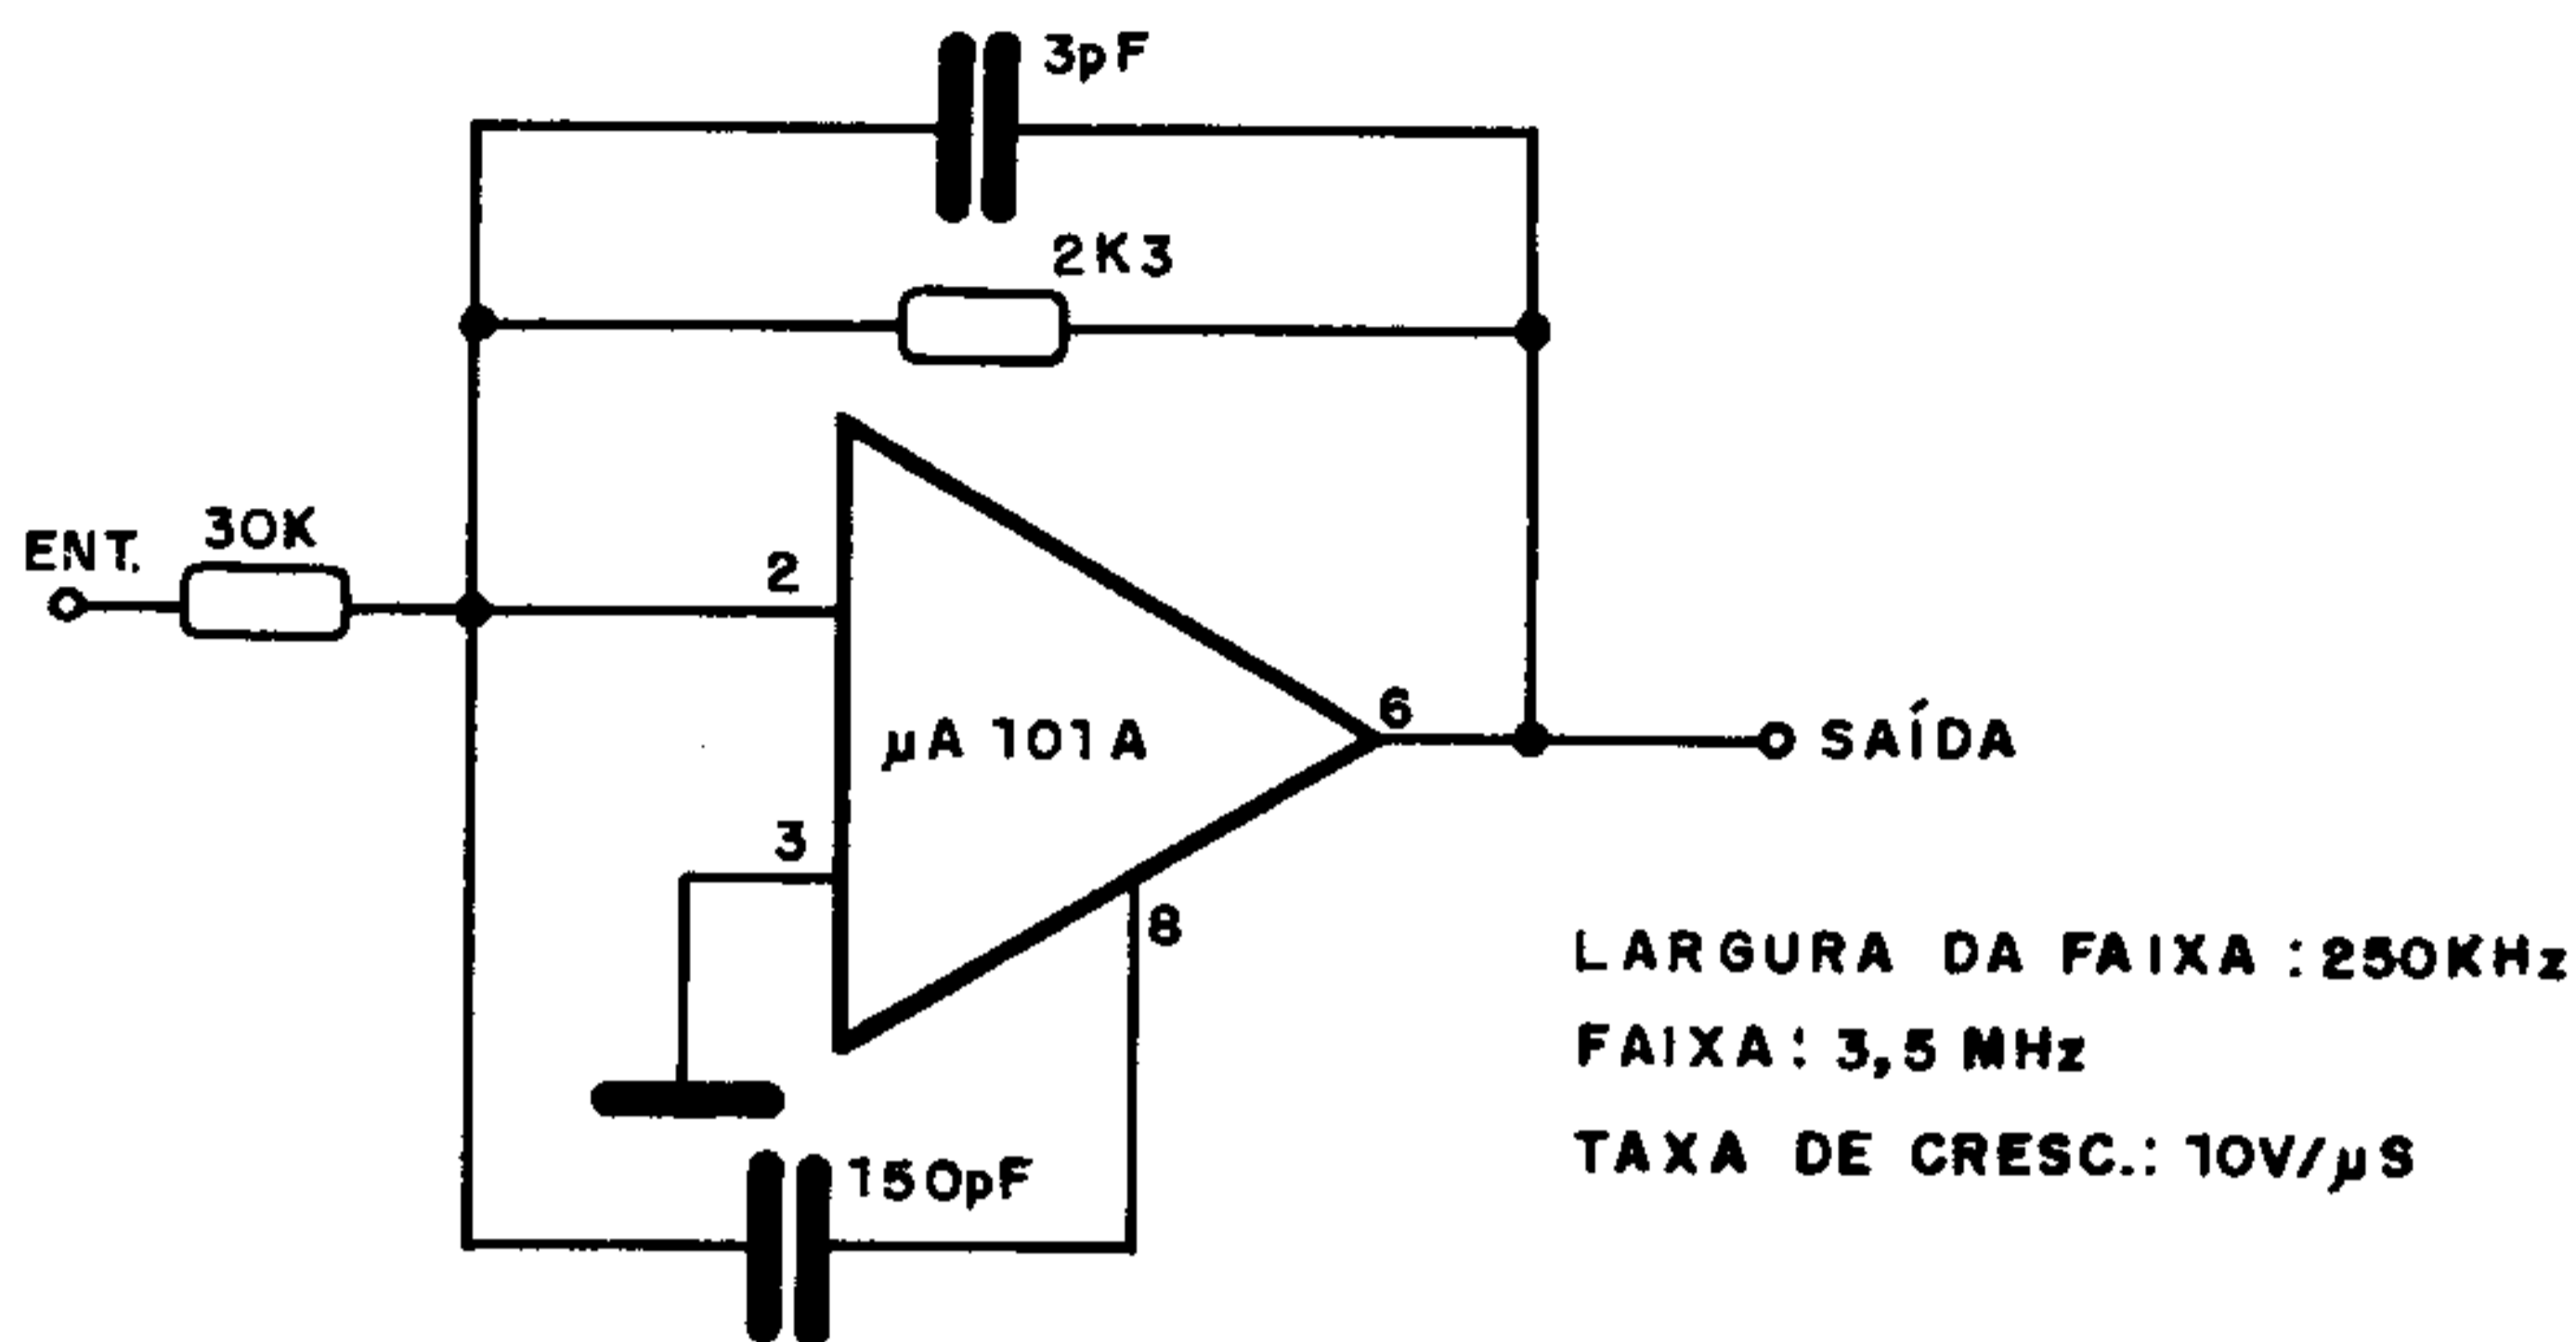 3pF
2K3
ENT.
30K
2
µA 101A
6
SAÍDA
3
8
150pF
LARGURA DA FAIXA : 250KHz
FAIXA : 3,5 MHz
TAXA DE CRESC.: 10V/µS